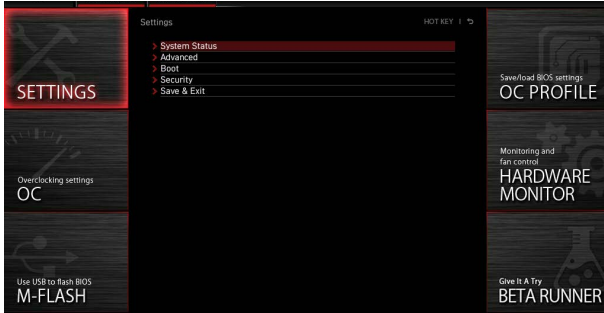 Settings
HOT KEY |
System Status
Advanced
Boot
Security
Save & Exit
SETTINGS
Overclocking settings
OC
Use USB to flash BIOS
M-FLASH
Save/load BIOS settings
OC PROFILE
Monitoring and
fan control
HARDWARE
MONITOR
Give It A Try
BETA RUNNER